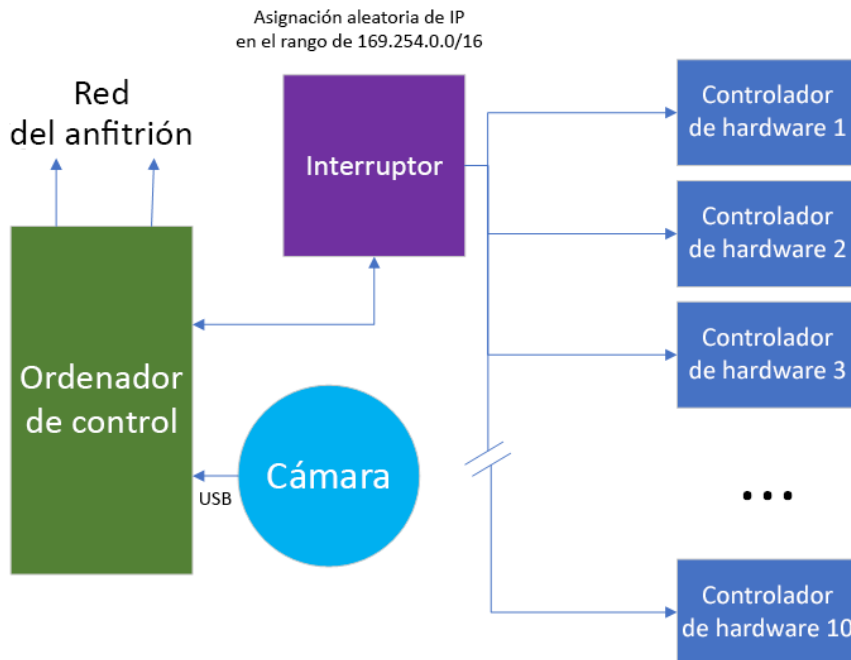 Asignación aleatoria de IP
en el rango de 169.254.0.0/16
Red
del anfitrión
Interruptor
Controlador
de hardware 1
Controlador
de hardware 2
Controlador
de hardware 3
Ordenador
de control
Cámara
USB
...
Controlador
de hardware 10